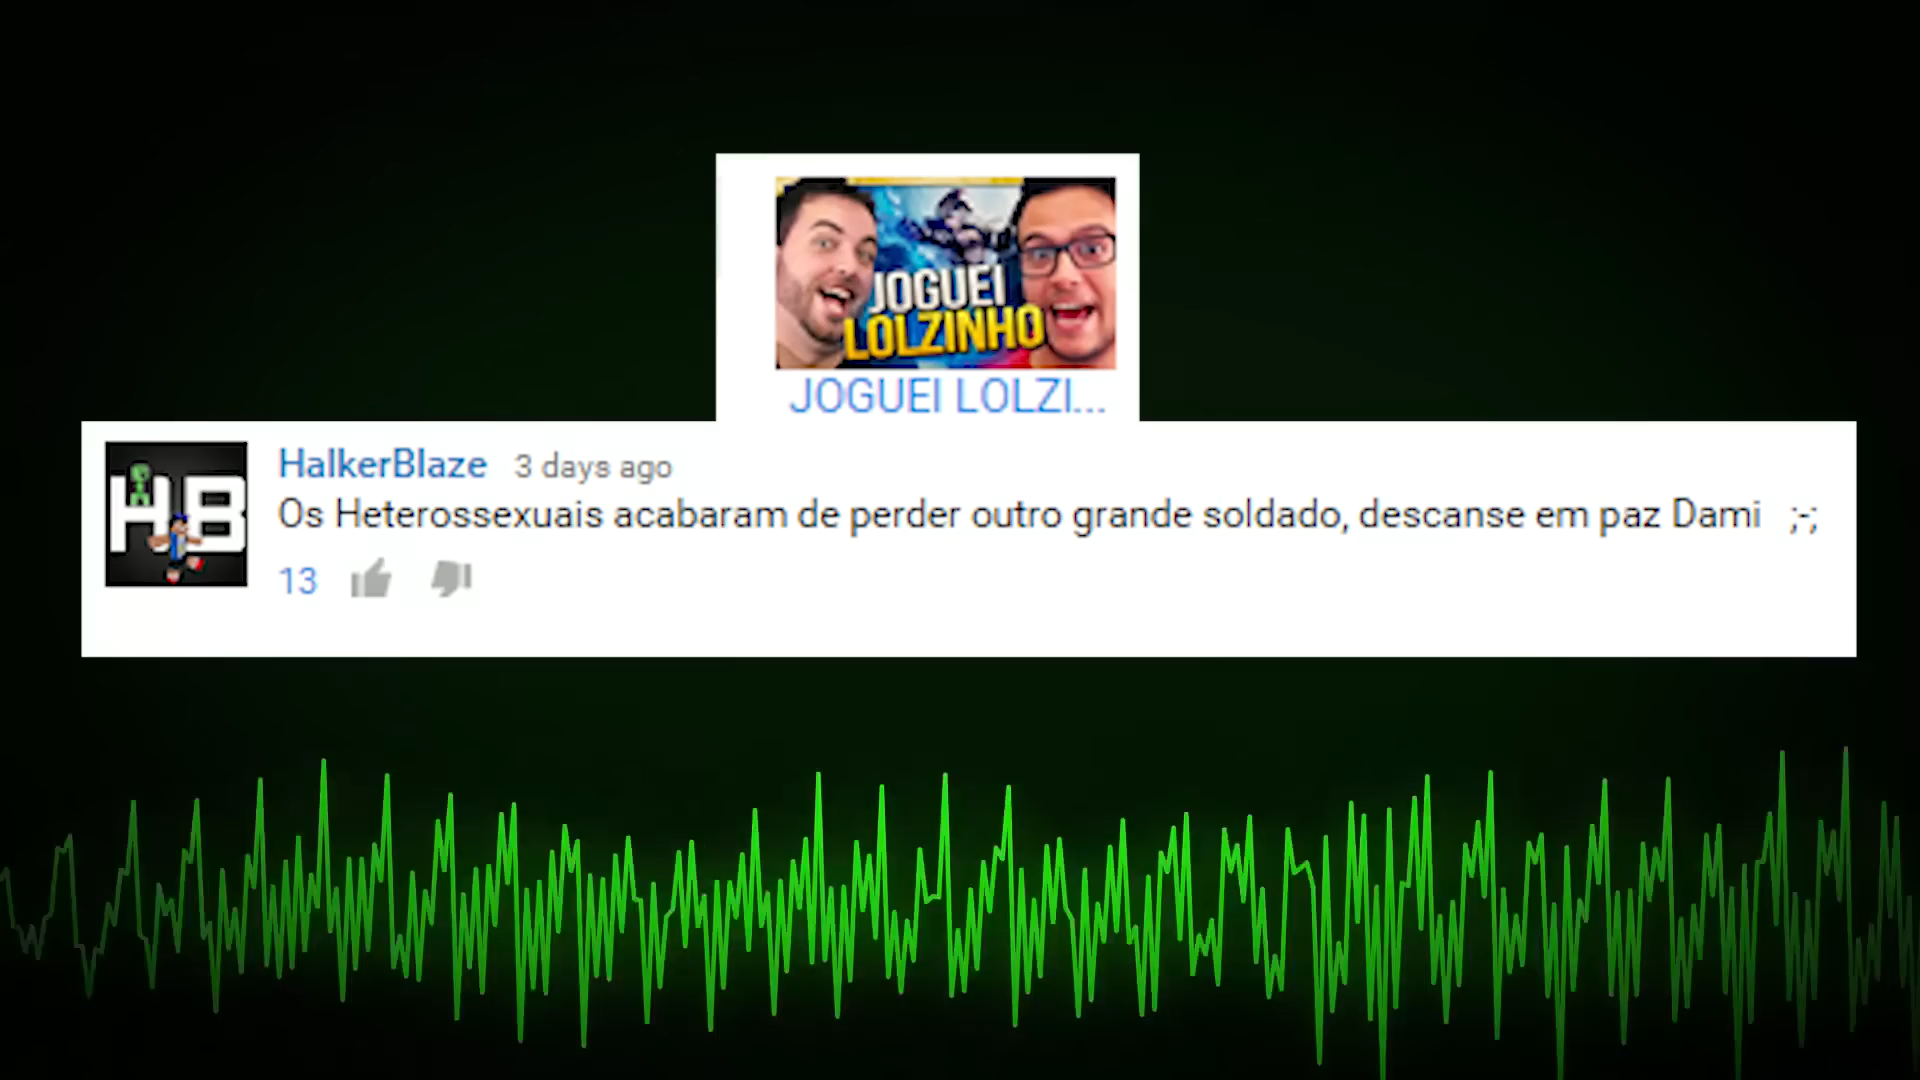 JOGUEI
LOLZINHO
JOGUEI LOLZI...
HalkerBlaze 3 days ago
HB
Os Heterossexuais acabaram de perder outro grande soldado, descanse em paz Dami ;-;
13